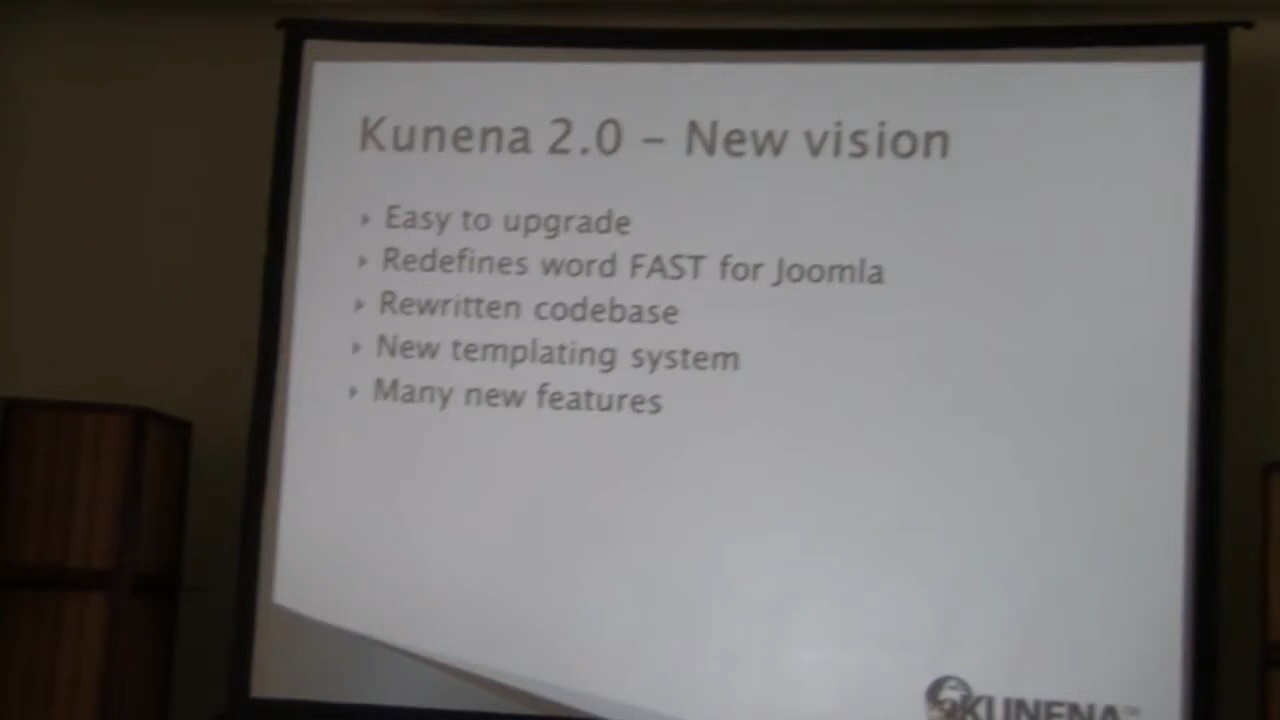 Kunena 2.0 – New vision
Easy to upgrade
Redefines word FAST for Joomla
Rewritten codebase
New templating system
Many new features
KUNENA™